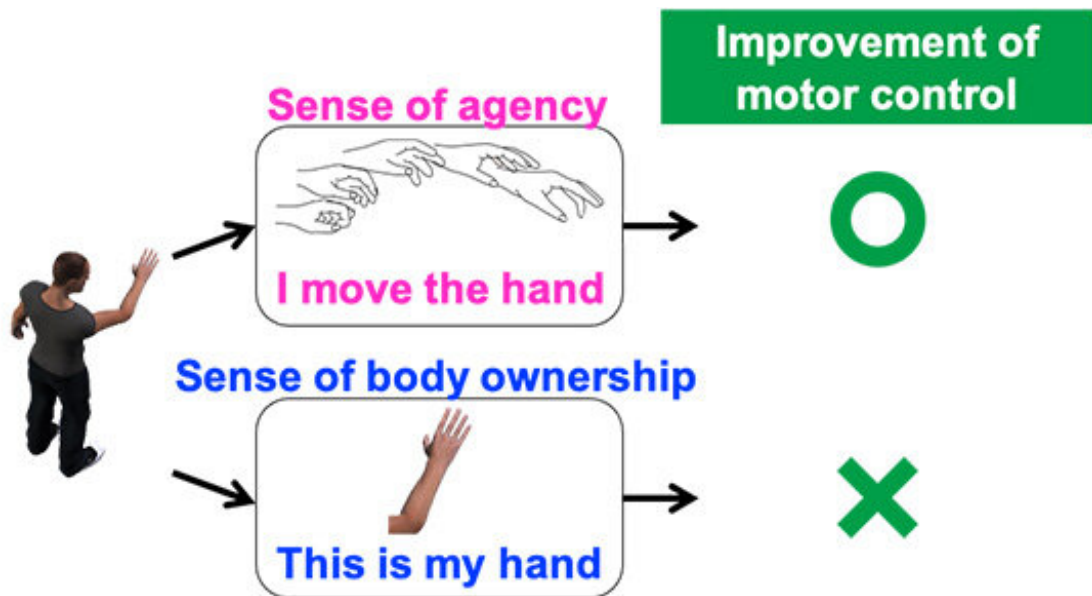 Improvement of
motor control
Sense of agency
I move the hand
Sense of body ownership
This is my hand